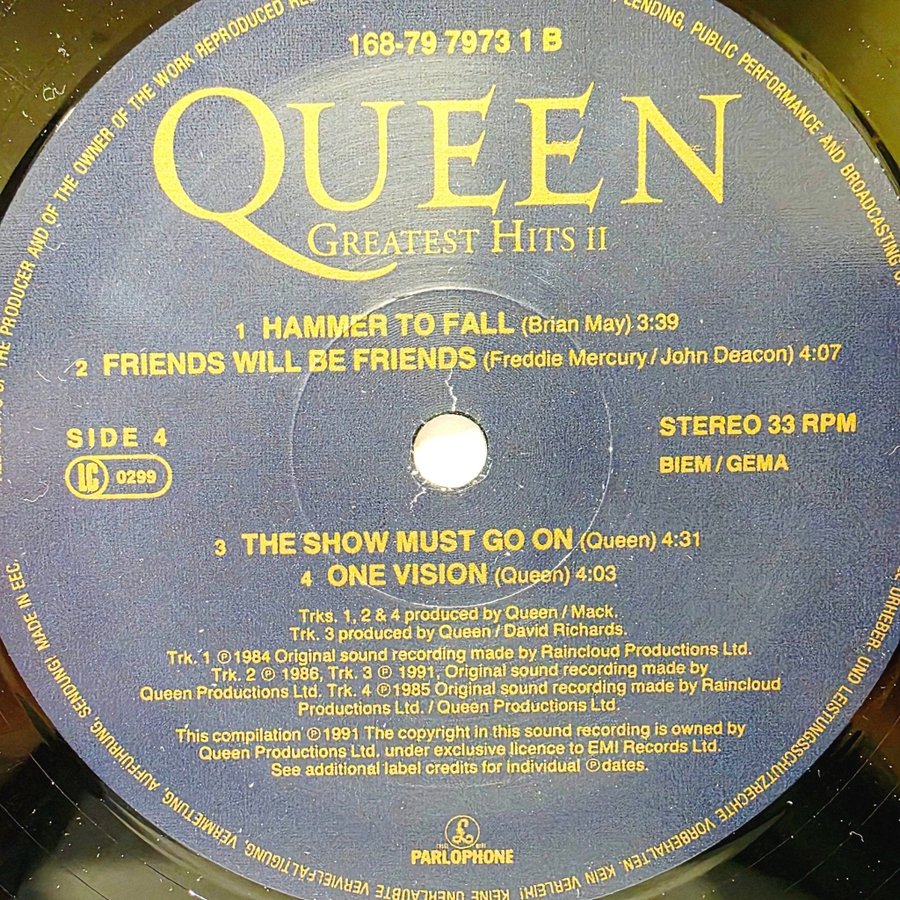 168-79 7973 1 B
QUEEN
GREATEST HITS II
1 HAMMER TO FALL (Brian May) 3:39
2 FRIENDS WILL BE FRIENDS (Freddie Mercury/John Deacon) 4:07
SIDE 4
STEREO 33 RPM
LC 0299
BIEM/GEMA
3 THE SHOW MUST GO ON (Queen) 4:31
4 ONE VISION (Queen) 4:03
Trks. 1, 2 & 4 produced by Queen/Mack.
Trk. 3 produced by Queen/David Richards.
Trk. 1 ℗1984 Original sound recording made by Raincloud Productions Ltd.
Trk. 2 ℗ 1986, Trk. 3 ℗ 1991, Original sound recording made by
Queen Productions Ltd. Trk. 4 ℗1985 Original sound recording made by Raincloud
Productions Ltd./Queen Productions Ltd.
This compilation ℗1991 The copyright in this sound recording is owned by
Queen Productions Ltd. under exclusive licence to EMI Records Ltd.
See additional label credits for individual ℗dates.
PARLOPHONE
OF THE PRODUCER AND OF THE OWNER OF THE WORK REPRODUCED
LENDING, PUBLIC PERFORMANCE AND BROADCASTING
URHEBER- UND LEISTUNGSSCHUTZRECHTE VORBEHALTEN KEIN VERLEIH! KEINE UNERLAUBTE VERVIELFÄLTIGUNG, VERMIETUNG, AUFFÜHRUNG, SENDUNG! MADE IN EEC.